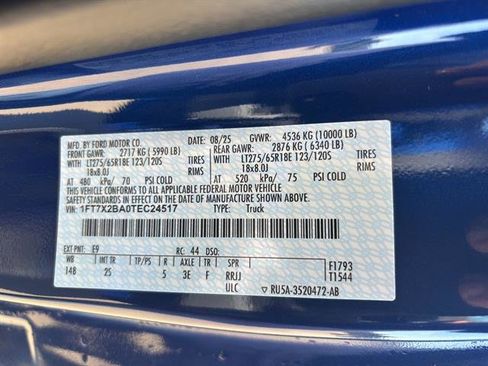 MFD. BY FORD MOTOR CO.
08/25 GVWR: 4536 KG (10000 LB)
FRONT GAWR: 2717 KG (5990 LB) REAR GAWR: 2876 KG (6340 LB)
WITH LT275/65R18E 123/120S TIRES WITH LT275/65R18E 123/120S TIRES
18x8.0J RIMS 18x8.0J RIMS
AT 480 kPa/ 70 PSI COLD AT 520 kPa/ 75 PSI COLD
THIS VEHICLE CONFORMS TO ALL APPLICABLE FEDERAL MOTOR VEHICLE
SAFETY STANDARDS IN EFFECT ON THE DATE OF MANUFACTURE SHOWN ABOVE.
VIN: 1FT7X2BA0TEC24517 TYPE: Truck
EXT PNT: E9 RC: 44 DSO:
WB INT TR TP/PS R AXLE TR SPR F1793
148 25 5 3E F RRJJ T1544
ULC RU5A-3520472-AB